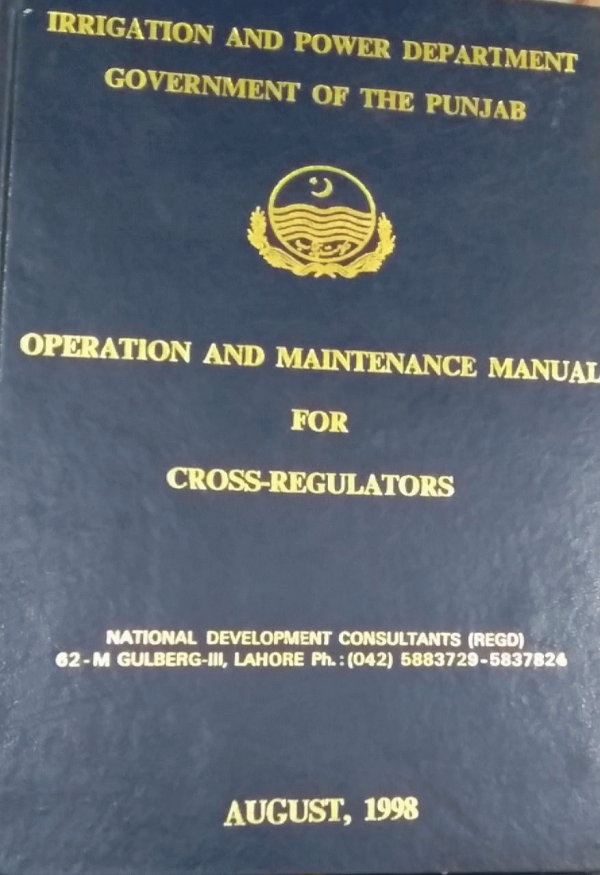 IRRIGATION AND POWER DEPARTMENT
GOVERNMENT OF THE PUNJAB
OPERATION AND MAINTENANCE MANUAL
FOR
CROSS-REGULATORS
NATIONAL DEVELOPMENT CONSULTANTS (REGD)
62-M GULBERG-III, LAHORE Ph.:(042) 5883729-5837824
AUGUST, 1998